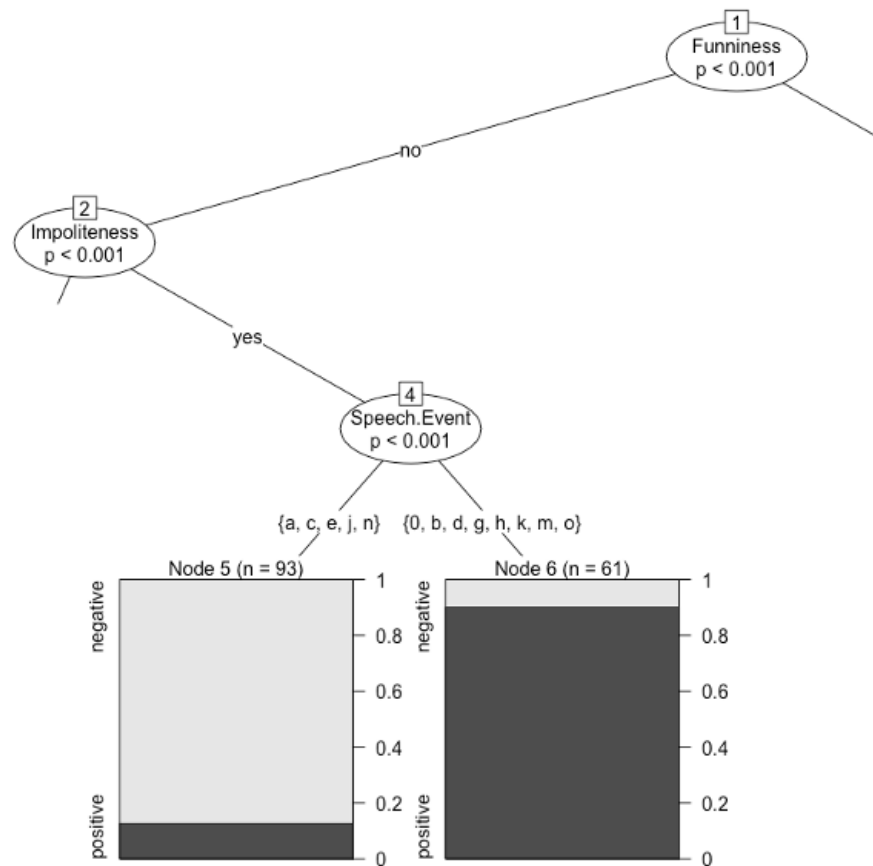 1
Funniness
p < 0.001
no
2
Impoliteness
p < 0.001
yes
4
Speech.Event
p < 0.001
{a, c, e, j, n}
{0, b, d, g, h, k, m, o}
Node 5 (n = 93)
negative
positive
1
0.8
0.6
0.4
0.2
0
Node 6 (n = 61)
negative
positive
1
0.8
0.6
0.4
0.2
0